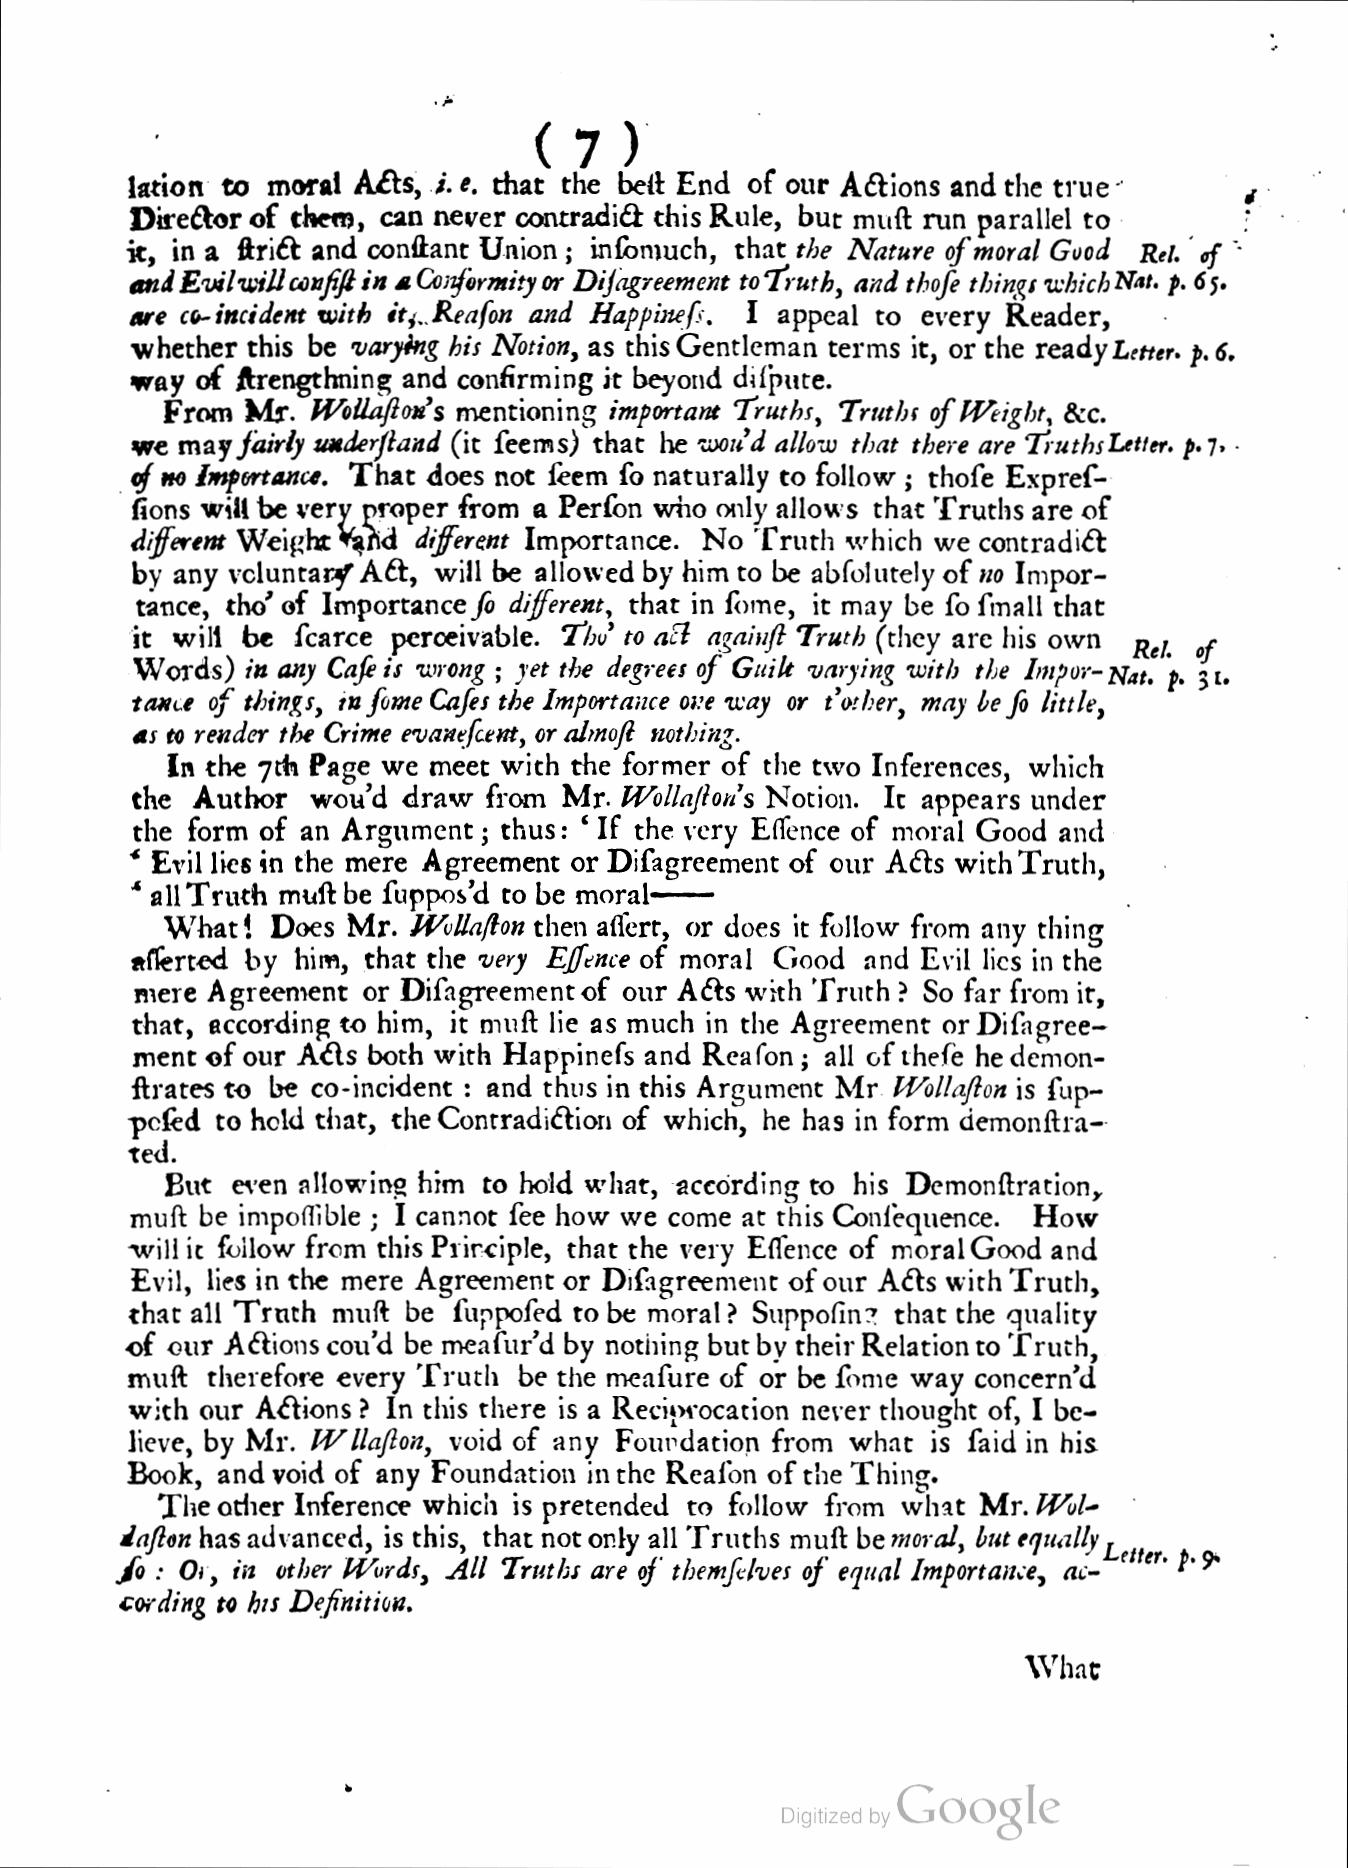 ( 7 )
lation to moral Acts, i. e. that the beſt End of our Actions and the true
Director of them, can never contradict this Rule, but muſt run parallel to
it, in a ſtrict and conſtant Union ; inſomuch, that the Nature of moral Good Rel. of
and Evil will conſiſt in a Conformity or Diſagreement to Truth, and thoſe things which Nat. p. 65.
are co-incident with it, Reaſon and Happineſs. I appeal to every Reader,
whether this be varying his Notion, as this Gentleman terms it, or the ready Letter. p. 6.
way of ſtrengthning and confirming it beyond diſpute.
From Mr. Wollaſton's mentioning important Truths, Truths of Weight, &c.
we may fairly underſtand (it ſeems) that he wou'd allow that there are Truths Letter. p. 7.
of no Importance. That does not ſeem ſo naturally to follow ; thoſe Expreſ-
ſions will be very proper from a Perſon who only allows that Truths are of
different Weight and different Importance. No Truth which we contradict
by any voluntary Act, will be allowed by him to be abſolutely of no Impor-
tance, tho' of Importance ſo different, that in ſome, it may be ſo ſmall that
it will be ſcarce perceivable. Tho' to act againſt Truth (they are his own Rel. of
Words) in any Caſe is wrong ; yet the degrees of Guilt varying with the Impor- Nat. p. 31.
tance of things, in ſome Caſes the Importance one way or t'other, may be ſo little,
as to render the Crime evaneſcent, or almoſt nothing.
In the 7th Page we meet with the former of the two Inferences, which
the Author wou'd draw from Mr. Wollaſton's Notion. It appears under
the form of an Argument ; thus: ‘ If the very Eſſence of moral Good and
‘ Evil lies in the mere Agreement or Diſagreement of our Acts with Truth,
‘ all Truth muſt be ſuppos'd to be moral——
What! Does Mr. Wollaſton then aſſert, or does it follow from any thing
aſſerted by him, that the very Eſſence of moral Good and Evil lies in the
mere Agreement or Diſagreement of our Acts with Truth ? So far from it,
that, according to him, it muſt lie as much in the Agreement or Diſagree-
ment of our Acts both with Happineſs and Reaſon ; all of theſe he demon-
ſtrates to be co-incident : and thus in this Argument Mr Wollaſton is ſup-
poſed to hold that, the Contradiction of which, he has in form demonſtra-
ted.
But even allowing him to hold what, according to his Demonſtration,
muſt be impoſſible ; I cannot ſee how we come at this Conſequence. How
will it follow from this Principle, that the very Eſſence of moral Good and
Evil, lies in the mere Agreement or Diſagreement of our Acts with Truth,
that all Truth muſt be ſuppoſed to be moral ? Suppoſing that the quality
of our Actions cou'd be meaſur'd by nothing but by their Relation to Truth,
muſt therefore every Truth be the meaſure of or be ſome way concern'd
with our Actions ? In this there is a Reciprocation never thought of, I be-
lieve, by Mr. W llaſton, void of any Foundation from what is ſaid in his
Book, and void of any Foundation in the Reaſon of the Thing.
The other Inference which is pretended to follow from what Mr. Wol-
laſton has advanced, is this, that not only all Truths muſt be moral, but equally
ſo : Or, in other Words, All Truths are of themſelves of equal Importance, ac- Letter. p. 9.
cording to his Definition.
What
Digitized by Google